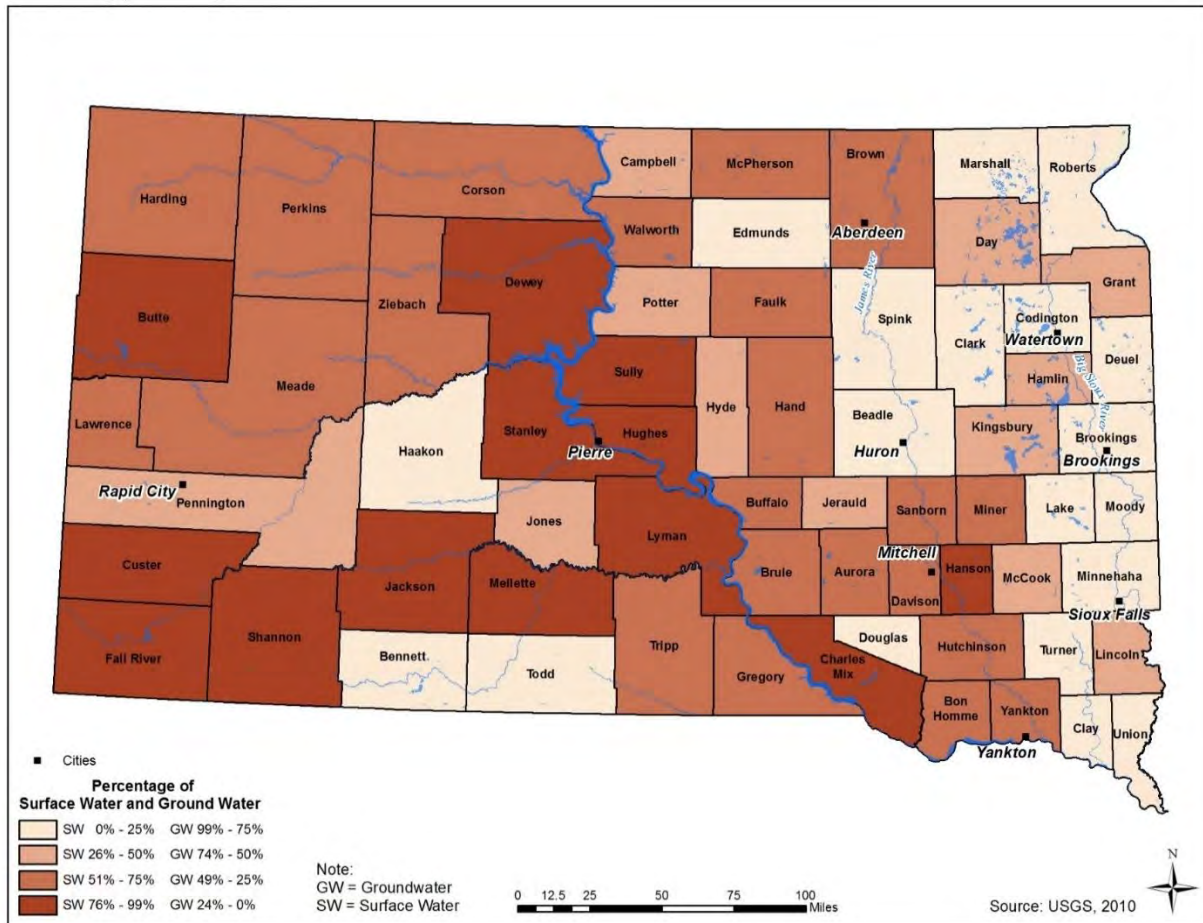 Campbell
McPherson
Brown
Marshall
Roberts
Harding
Perkins
Corson
Walworth
Edmunds
Aberdeen
Day
Dewey
James River
Grant
Butte
Ziebach
Potter
Faulk
Spink
Codington
Watertown
Clark
Deuel
Meade
Sully
Hamlin
Big Sioux River
Lawrence
Haakon
Stanley
Hughes
Pierre
Hyde
Hand
Beadle
Huron
Kingsbury
Brookings
Brookings
Rapid City
Pennington
Jones
Lyman
Buffalo
Jerauld
Sanborn
Miner
Lake
Moody
Custer
Jackson
Mellette
Brule
Aurora
Mitchell
Davison
Hanson
McCook
Minnehaha
Sioux Falls
Fall River
Shannon
Bennett
Todd
Tripp
Gregory
Charles
Mix
Douglas
Hutchinson
Turner
Lincoln
Bon
Homme
Yankton
Yankton
Clay
Union
Cities
Percentage of
Surface Water and Ground Water
SW 0% - 25% GW 99% - 75%
SW 26% - 50% GW 74% - 50%
SW 51% - 75% GW 49% - 25%
SW 76% - 99% GW 24% - 0%
Note:
GW = Groundwater
SW = Surface Water
0 12.5 25 50 75 100
Miles
N
Source: USGS, 2010